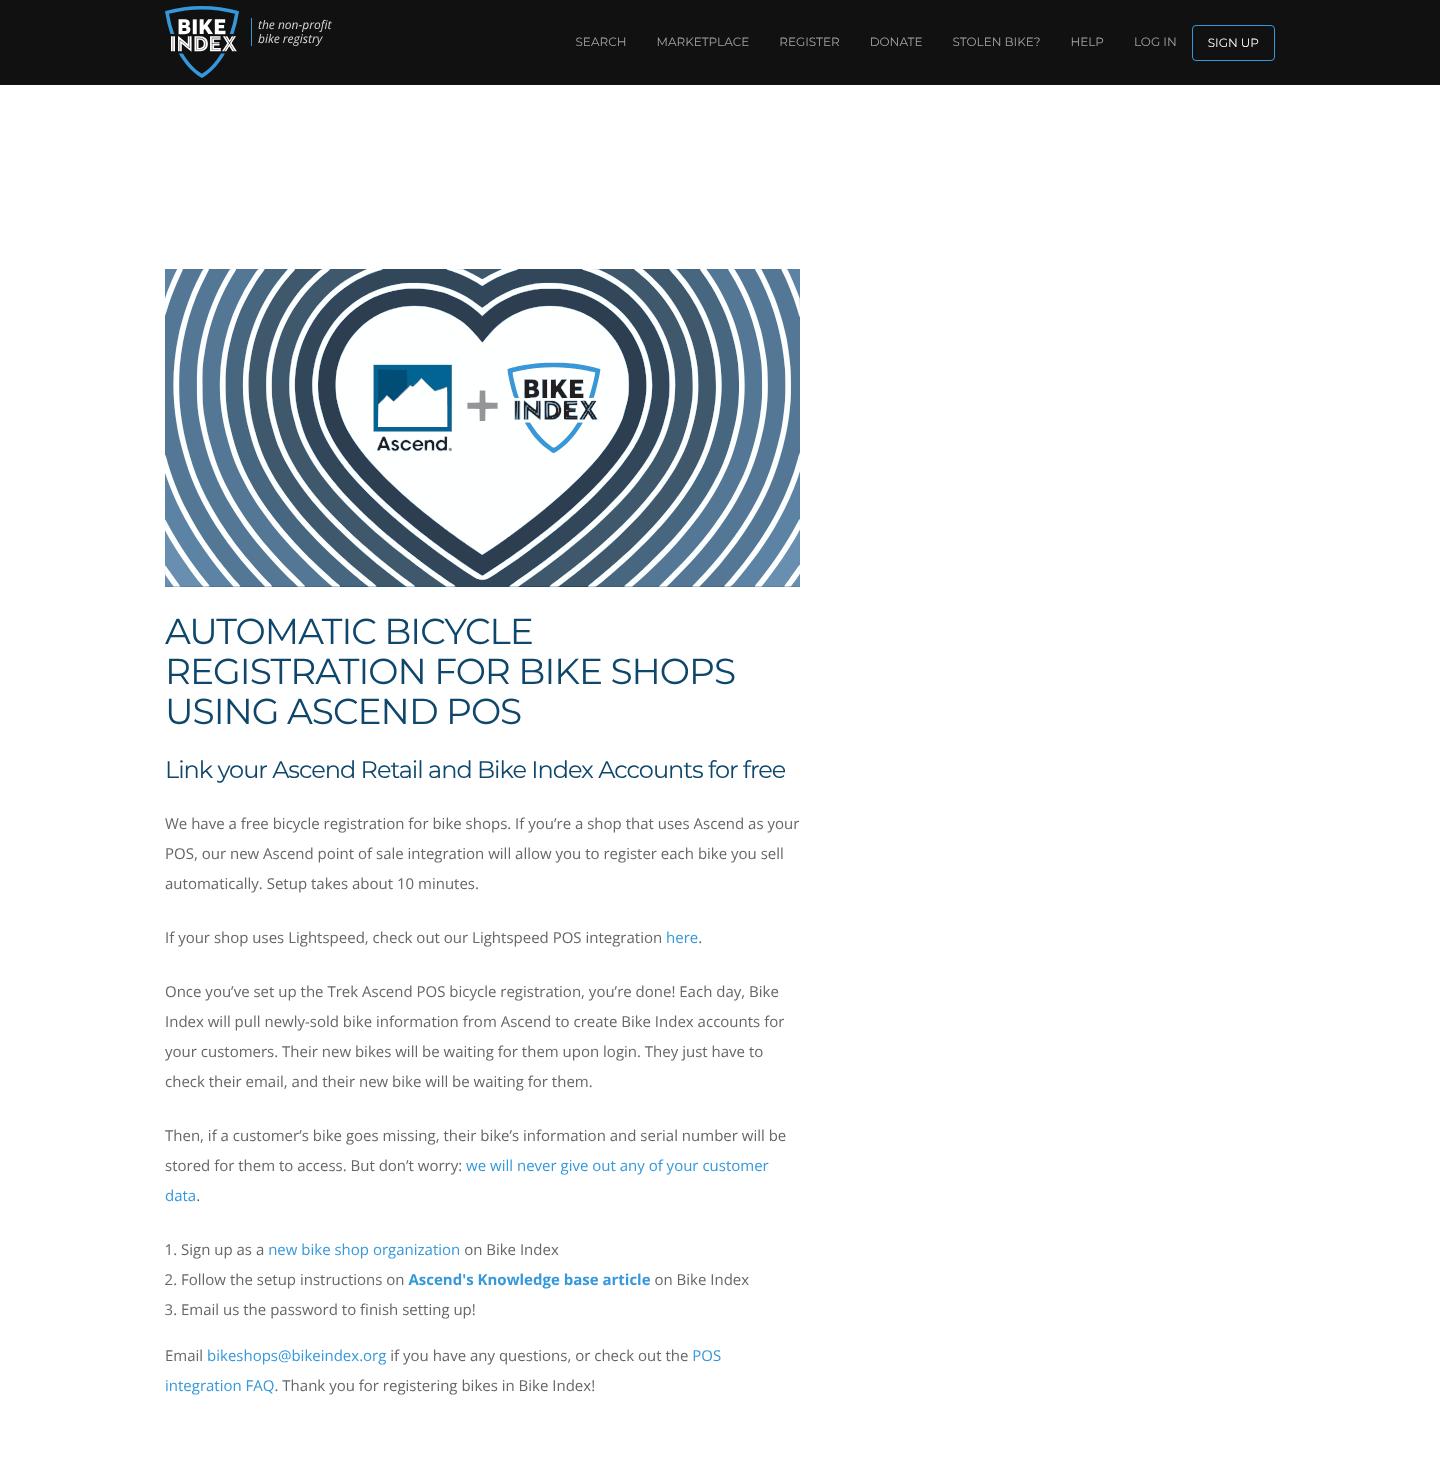 BIKE
INDEX
the non-profit
bike registry
SEARCH MARKETPLACE REGISTER DONATE STOLEN BIKE? HELP LOG IN SIGN UP
Ascend
+
BIKE
INDEX
AUTOMATIC BICYCLE
REGISTRATION FOR BIKE SHOPS
USING ASCEND POS
Link your Ascend Retail and Bike Index Accounts for free
We have a free bicycle registration for bike shops. If you’re a shop that uses Ascend as your
POS, our new Ascend point of sale integration will allow you to register each bike you sell
automatically. Setup takes about 10 minutes.
If your shop uses Lightspeed, check out our Lightspeed POS integration here.
Once you’ve set up the Trek Ascend POS bicycle registration, you’re done! Each day, Bike
Index will pull newly-sold bike information from Ascend to create Bike Index accounts for
your customers. Their new bikes will be waiting for them upon login. They just have to
check their email, and their new bike will be waiting for them.
Then, if a customer’s bike goes missing, their bike’s information and serial number will be
stored for them to access. But don’t worry: we will never give out any of your customer
data.
1. Sign up as a new bike shop organization on Bike Index
2. Follow the setup instructions on Ascend's Knowledge base article on Bike Index
3. Email us the password to finish setting up!
Email bikeshops@bikeindex.org if you have any questions, or check out the POS
integration FAQ. Thank you for registering bikes in Bike Index!